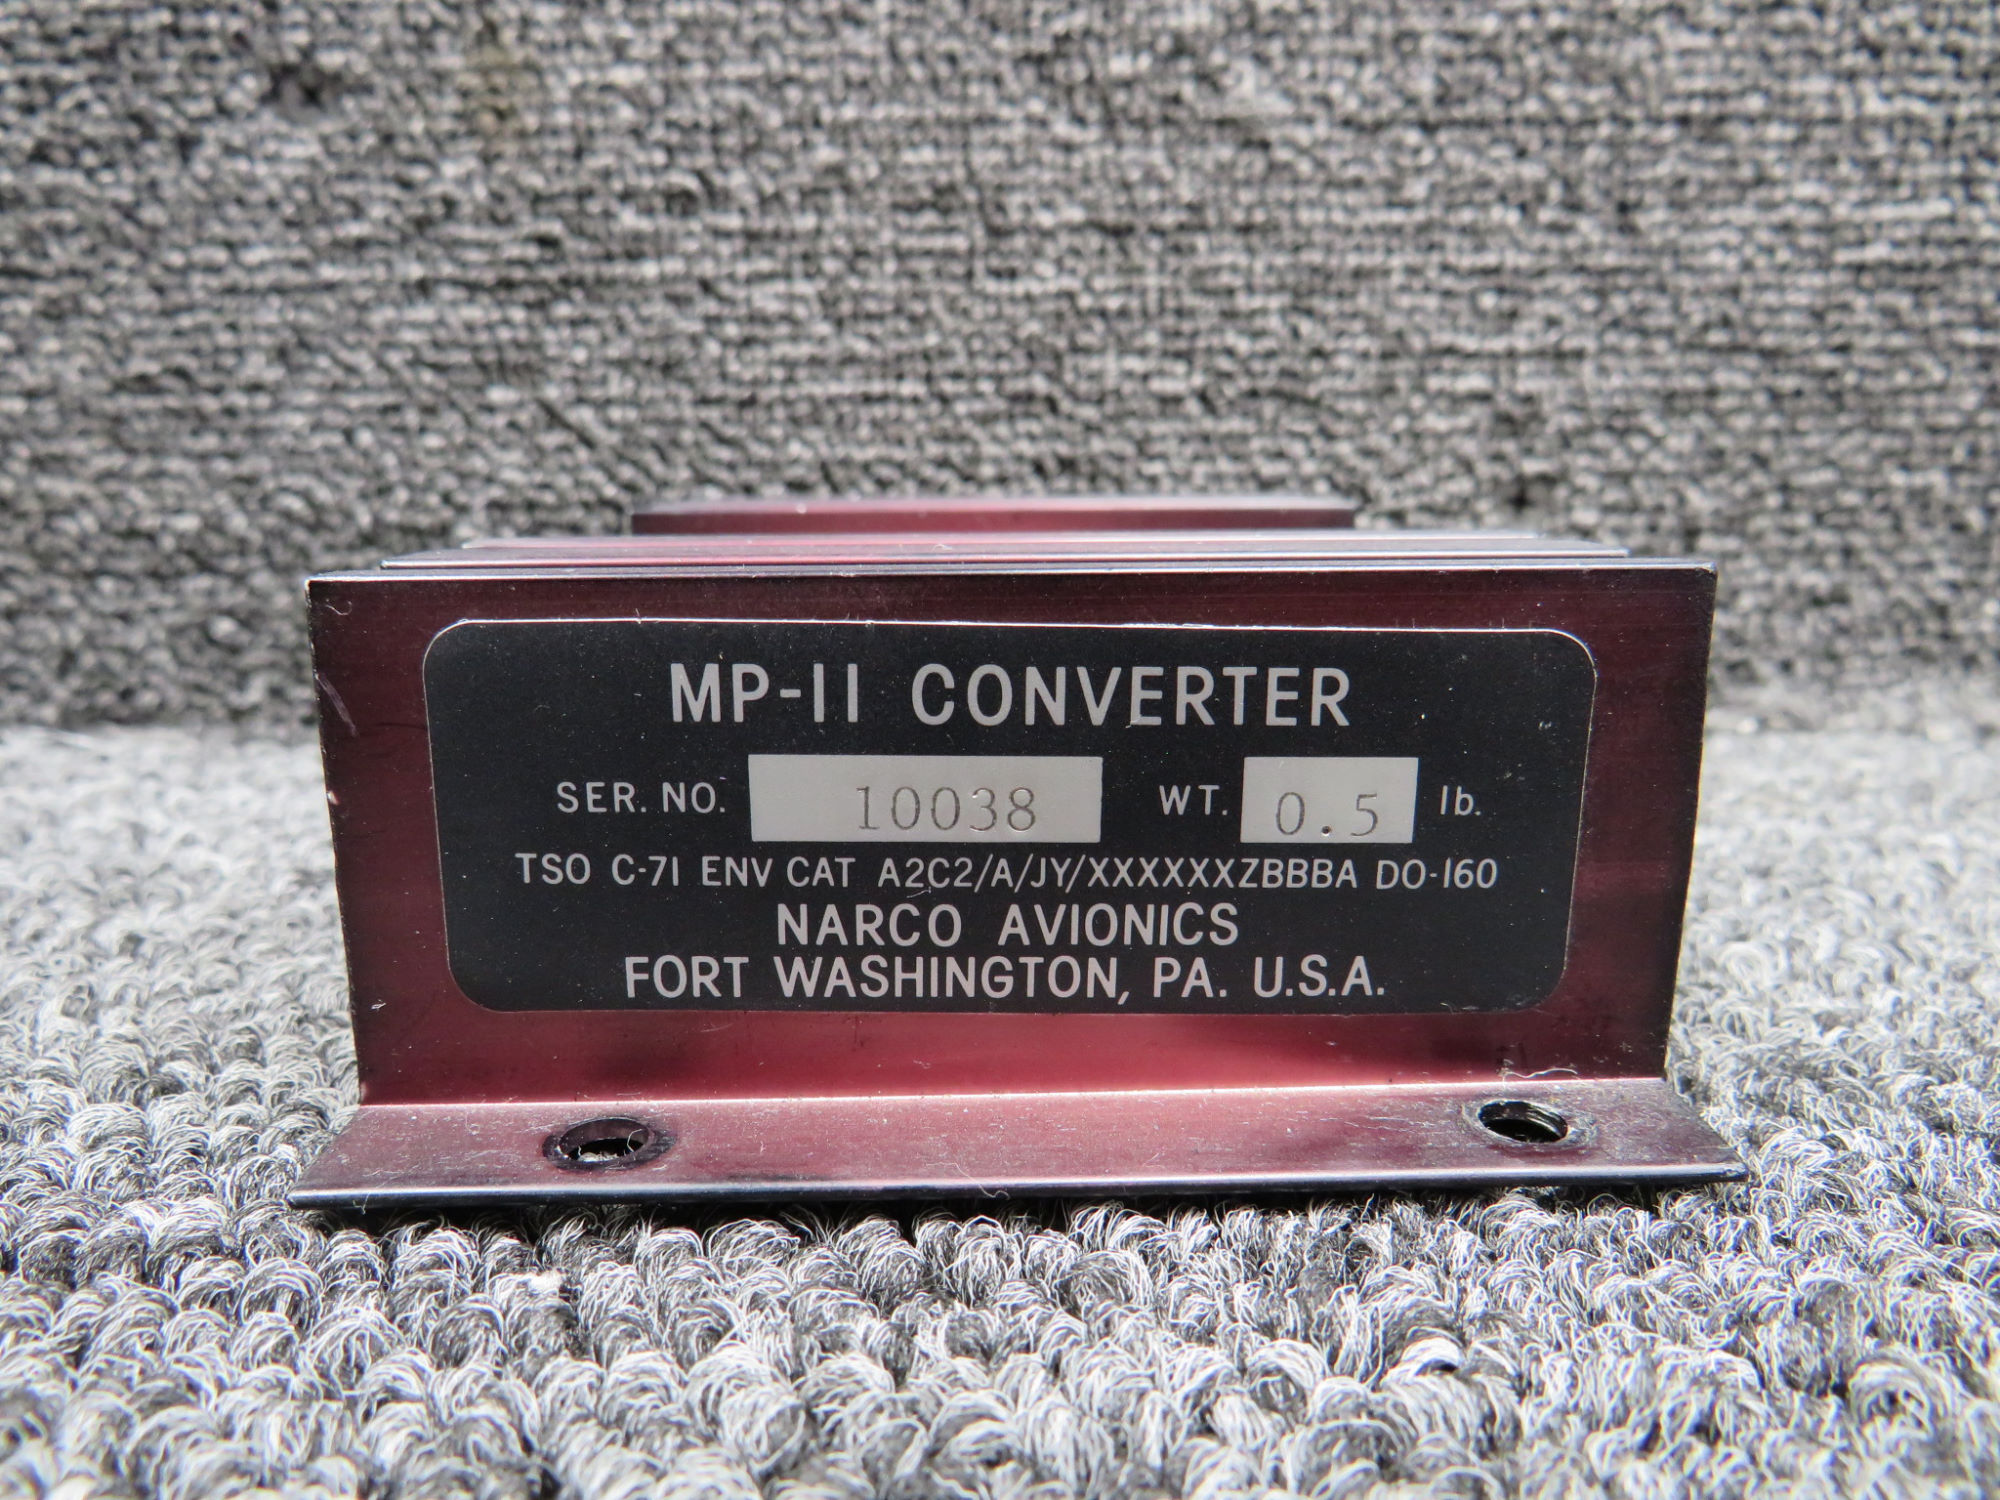 MP-11 CONVERTER
SER. NO. 10038 WT. 0.5 lb.
TSO C-71 ENV CAT A2C2/A/JY/XXXXXXZBBBA DO-160
NARCO AVIONICS
FORT WASHINGTON, PA. U.S.A.